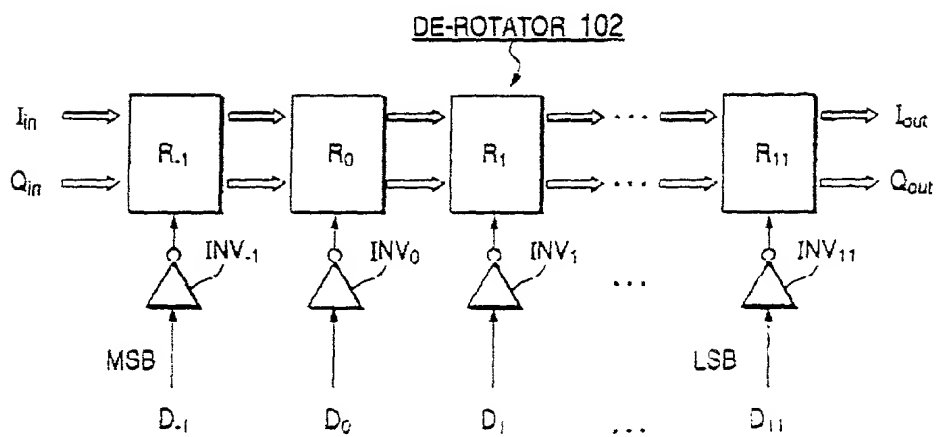 DE-ROTATOR 102
I_in R_-1 R_0 R_1 ... R_11 I_out
Q_in ... Q_out
INV_-1 INV_0 INV_1 INV_11
...
MSB LSB
D_-1 D_0 D_1 ... D_11